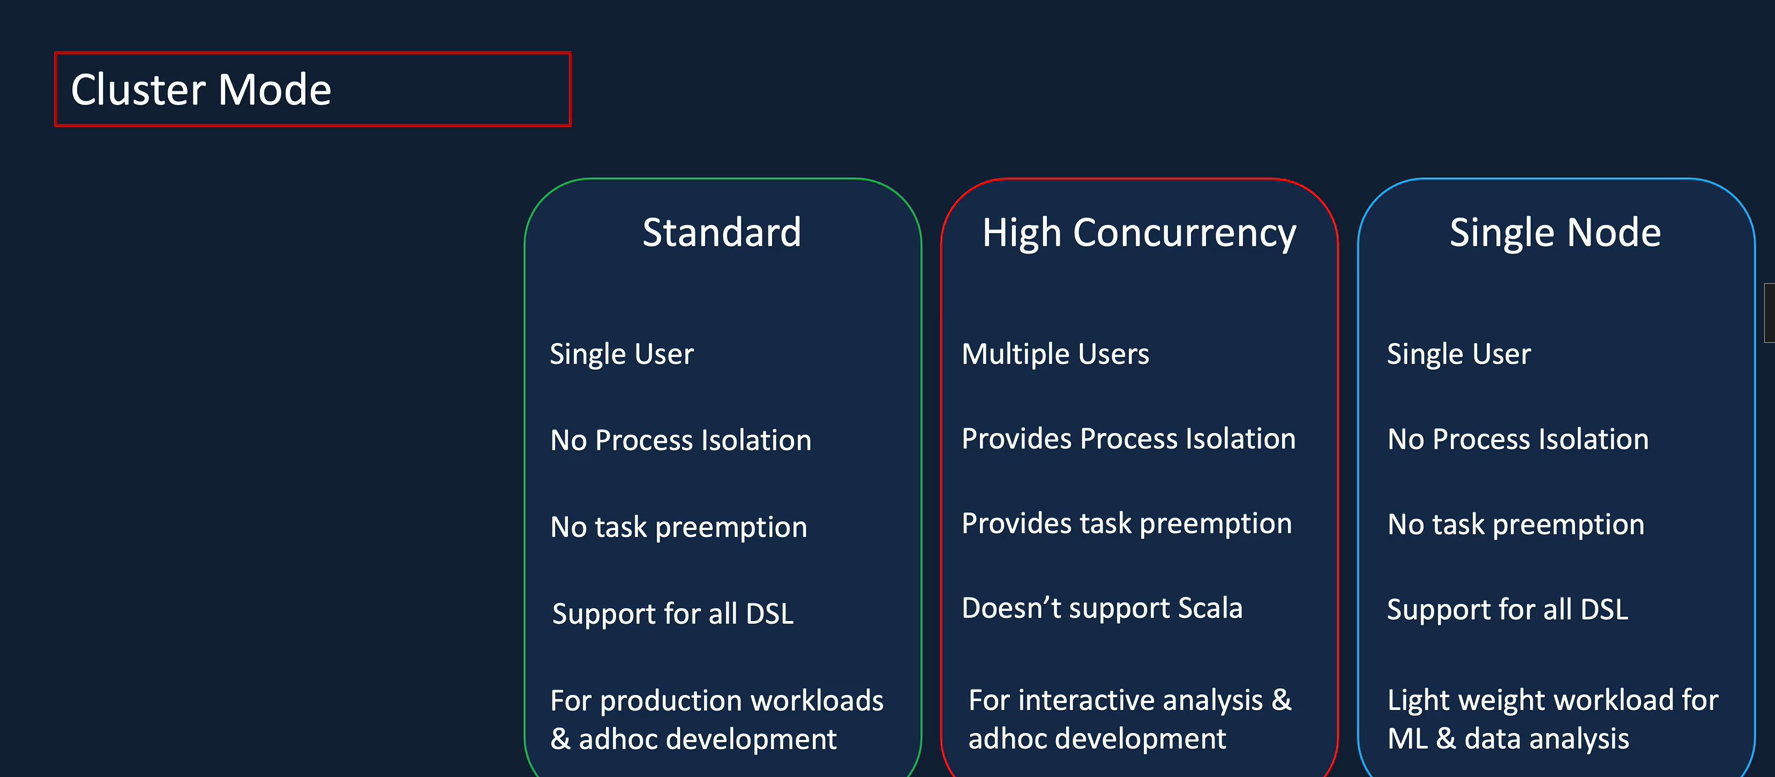 Cluster Mode
Standard
Single User
No Process Isolation
No task preemption
Support for all DSL
For production workloads
& adhoc development
High Concurrency
Multiple Users
Provides Process Isolation
Provides task preemption
Doesn’t support Scala
For interactive analysis &
adhoc development
Single Node
Single User
No Process Isolation
No task preemption
Support for all DSL
Light weight workload for
ML & data analysis